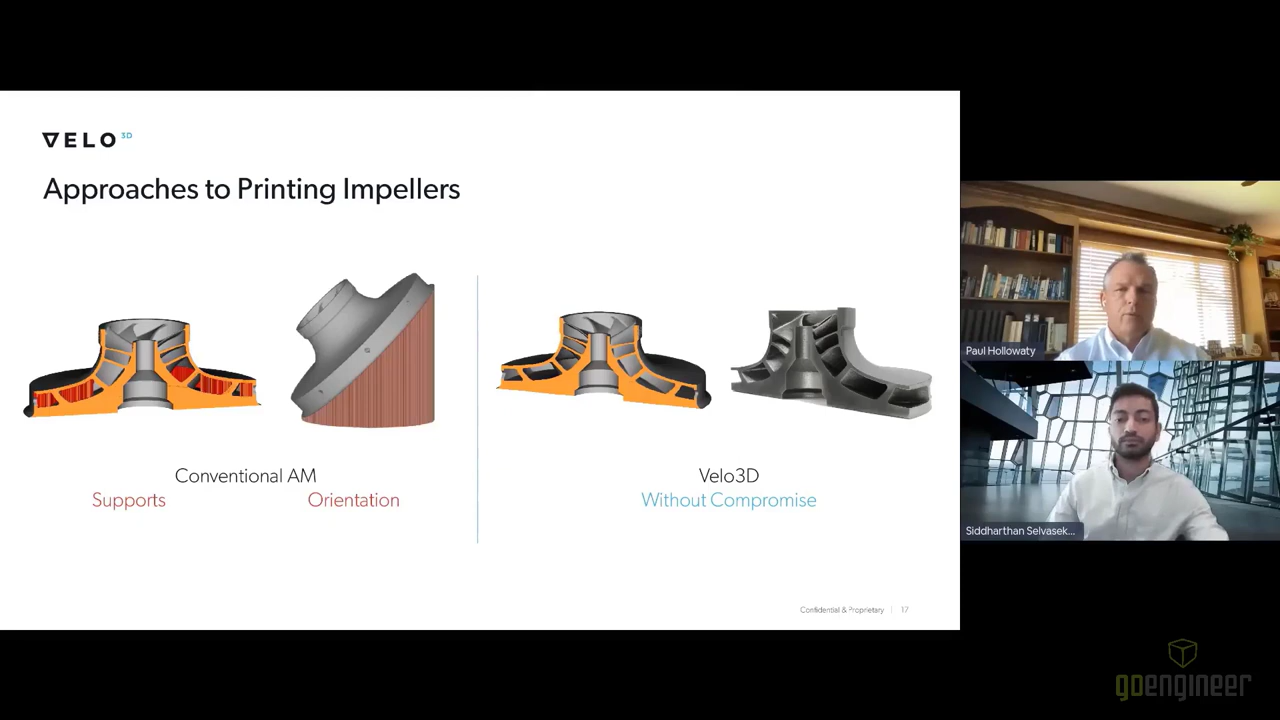 VELO 3D
Approaches to Printing Impellers
Conventional AM
Supports
Orientation
Velo3D
Without Compromise
Confidential & Proprietary
17
Paul Hollowaty
Siddharthan Selvasek...
goengineer